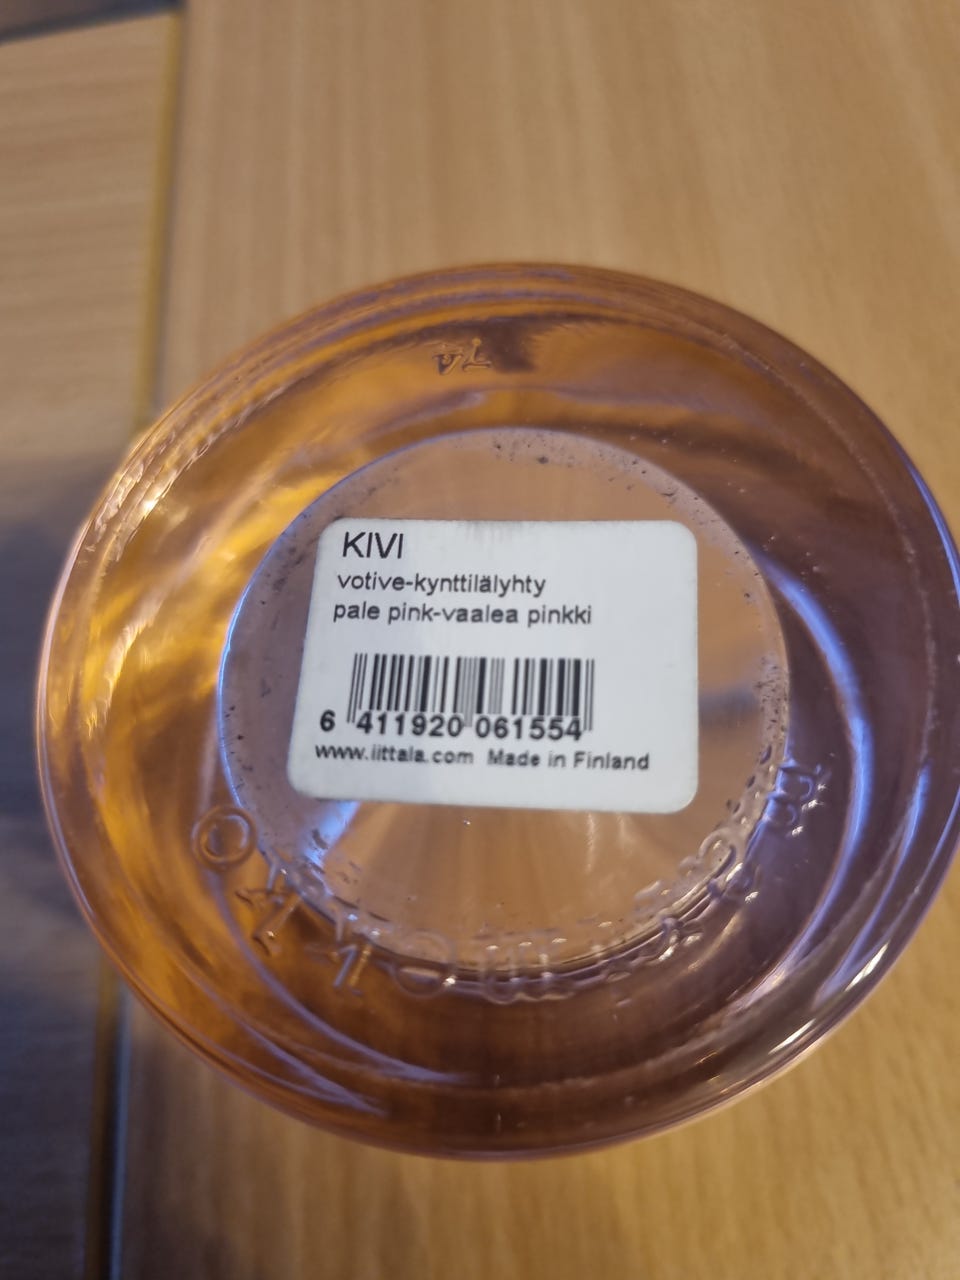 KIVI
votive-kynttilälyhty
pale pink-vaalea pinkki
6 411920 061554
www.iittala.com Made in Finland